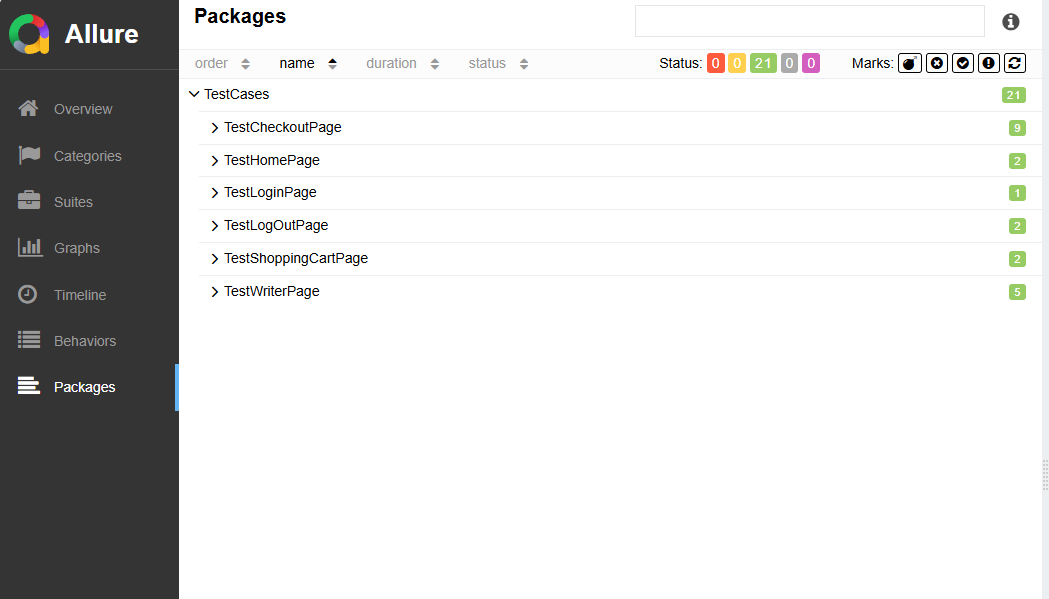 Allure
Overview
Categories
Suites
Graphs
Timeline
Behaviors
Packages
Packages
order name duration status Status: 0 0 21 0 0 Marks:
TestCases 21
TestCheckoutPage 9
TestHomePage 2
TestLoginPage 1
TestLogOutPage 2
TestShoppingCartPage 2
TestWriterPage 5